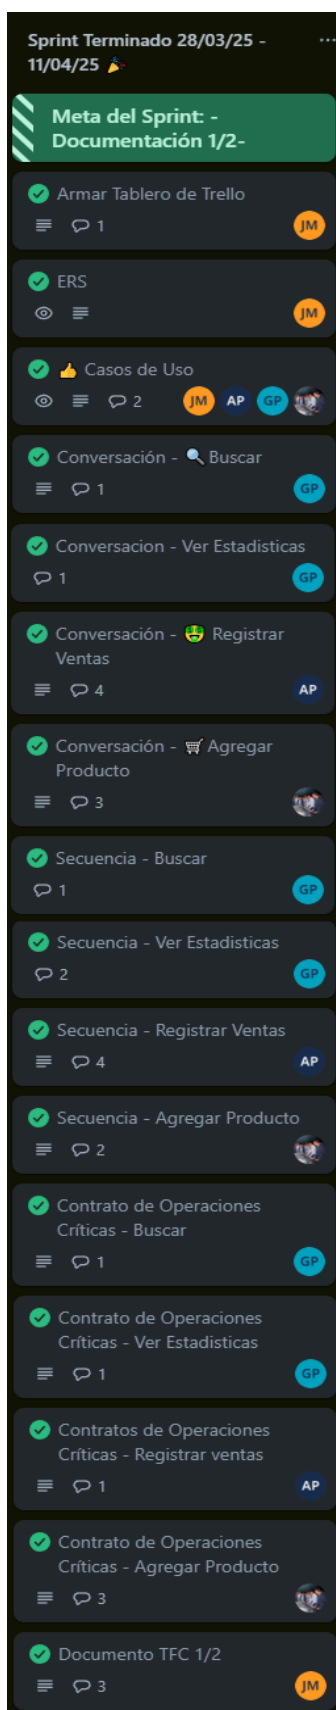 Sprint Terminado 28/03/25 -
11/04/25 🎉
Meta del Sprint: -
Documentación 1/2-
Armar Tablero de Trello
1 JM
ERS
JM
👍 Casos de Uso
2 JM AP GP
Conversación - 🔍 Buscar
1 GP
Conversacion - Ver Estadisticas
1 GP
Conversación - 🤑 Registrar
Ventas
4 AP
Conversación - 🛒 Agregar
Producto
3
Secuencia - Buscar
1 GP
Secuencia - Ver Estadisticas
2 GP
Secuencia - Registrar Ventas
4 AP
Secuencia - Agregar Producto
2
Contrato de Operaciones
Críticas - Buscar
1 GP
Contrato de Operaciones
Críticas - Ver Estadisticas
1 GP
Contratos de Operaciones
Críticas - Registrar ventas
1 AP
Contrato de Operaciones
Críticas - Agregar Producto
3
Documento TFC 1/2
3 JM